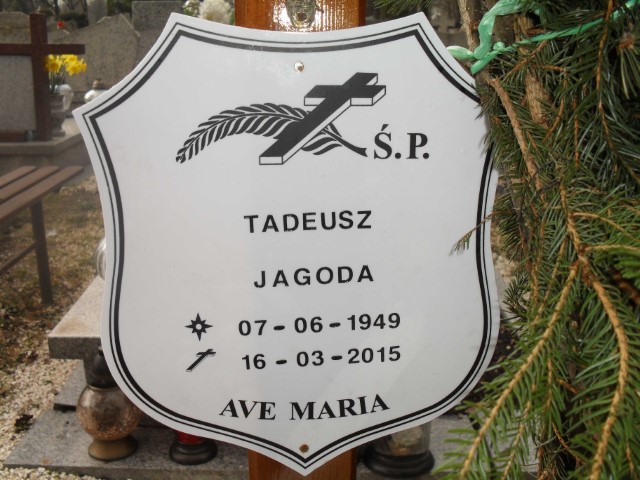 Ś.P.
TADEUSZ
JAGODA
07-06-1949
16-03-2015
AVE MARIA